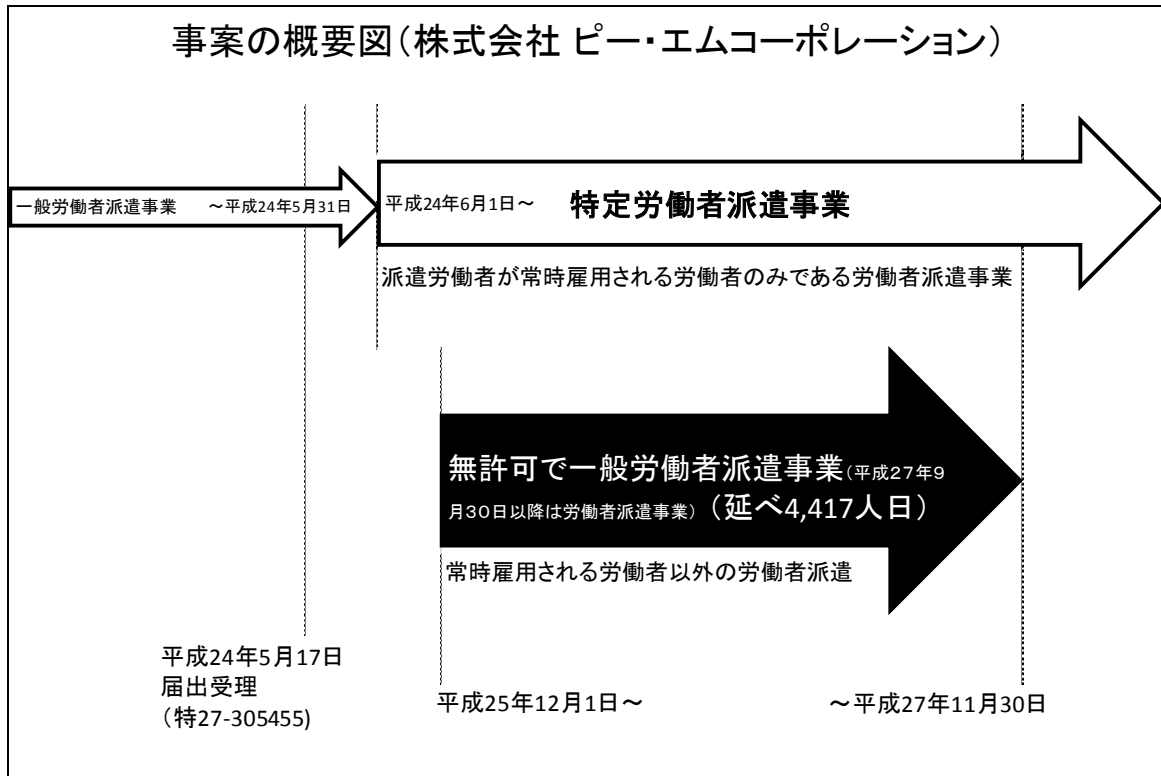 事案の概要図(株式会社 ピー・エムコーポレーション)
一般労働者派遣事業 ～平成24年5月31日
平成24年6月1日～ 特定労働者派遣事業
派遣労働者が常時雇用される労働者のみである労働者派遣事業
無許可で一般労働者派遣事業(平成27年9
月30日以降は労働者派遣事業)(延べ4,417人日)
常時雇用される労働者以外の労働者派遣
平成24年5月17日
届出受理
(特27-305455)
平成25年12月1日～ ～平成27年11月30日